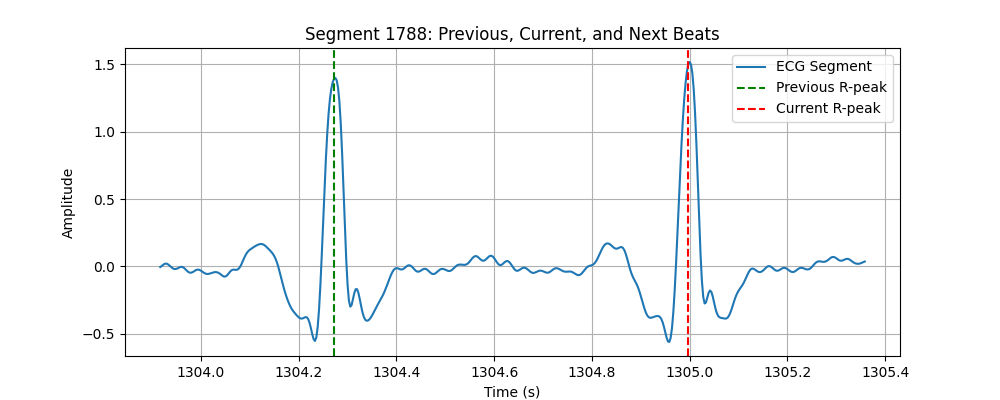 Segment 1788: Previous, Current, and Next Beats
ECG Segment
Previous R-peak
Current R-peak
Amplitude
1.5
1.0
0.5
0.0
−0.5
1304.0 1304.2 1304.4 1304.6 1304.8 1305.0 1305.2 1305.4
Time (s)